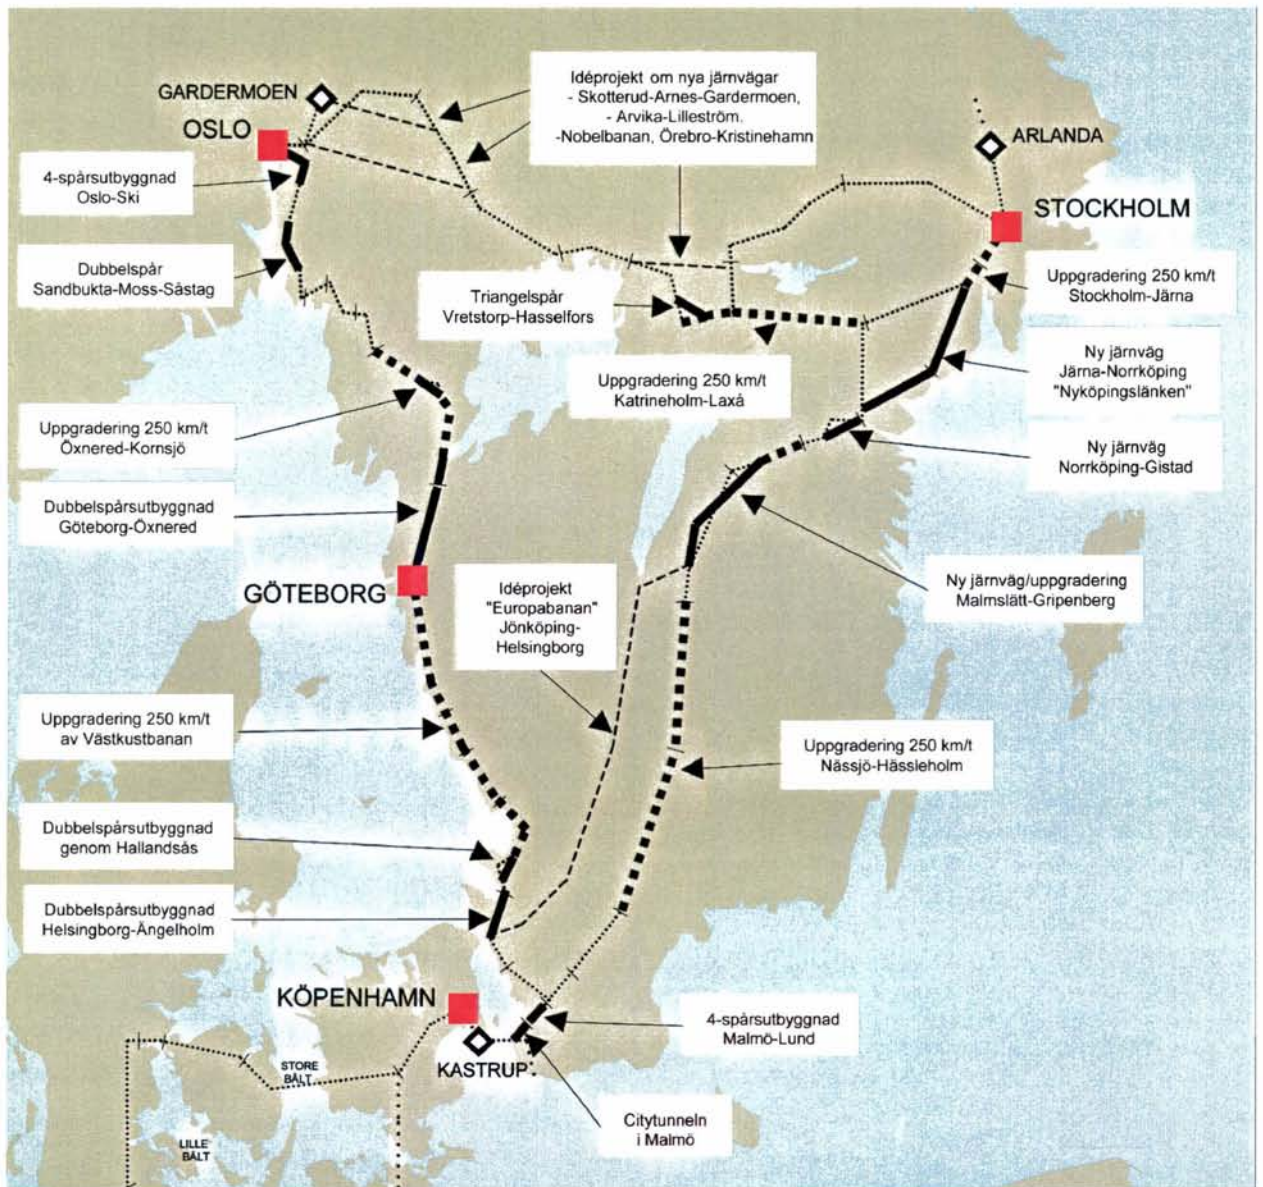 Idéprojekt om nya järnvägar
- Skotterud-Arnes-Gardermoen,
- Arvika-Lilleström.
-Nobelbanan, Örebro-Kristinehamn
GARDERMOEN
OSLO
ARLANDA
4-spårsutbyggnad
Oslo-Ski
STOCKHOLM
Dubbelspår
Sandbukta-Moss-Såstag
Triangelspår
Vretstorp-Hasselfors
Uppgradering 250 km/t
Stockholm-Järna
Ny järnväg
Järna-Norrköping
"Nyköpingslänken"
Uppgradering 250 km/t
Katrineholm-Laxå
Uppgradering 250 km/t
Öxnered-Kornsjö
Ny järnväg
Norrköping-Gistad
Dubbelspårsutbyggnad
Göteborg-Öxnered
GÖTEBORG
Idéprojekt
"Europabanan"
Jönköping-
Helsingborg
Ny järnväg/uppgradering
Malmslätt-Gripenberg
Uppgradering 250 km/t
av Västkustbanan
Uppgradering 250 km/t
Nässjö-Hässleholm
Dubbelspårsutbyggnad
genom Hallandsås
Dubbelspårsutbyggnad
Helsingborg-Ängelholm
KÖPENHAMN
4-spårsutbyggnad
Malmö-Lund
KASTRUP
STORE
BÄLT
Citytunneln
i Malmö
LILLE
BÄLT